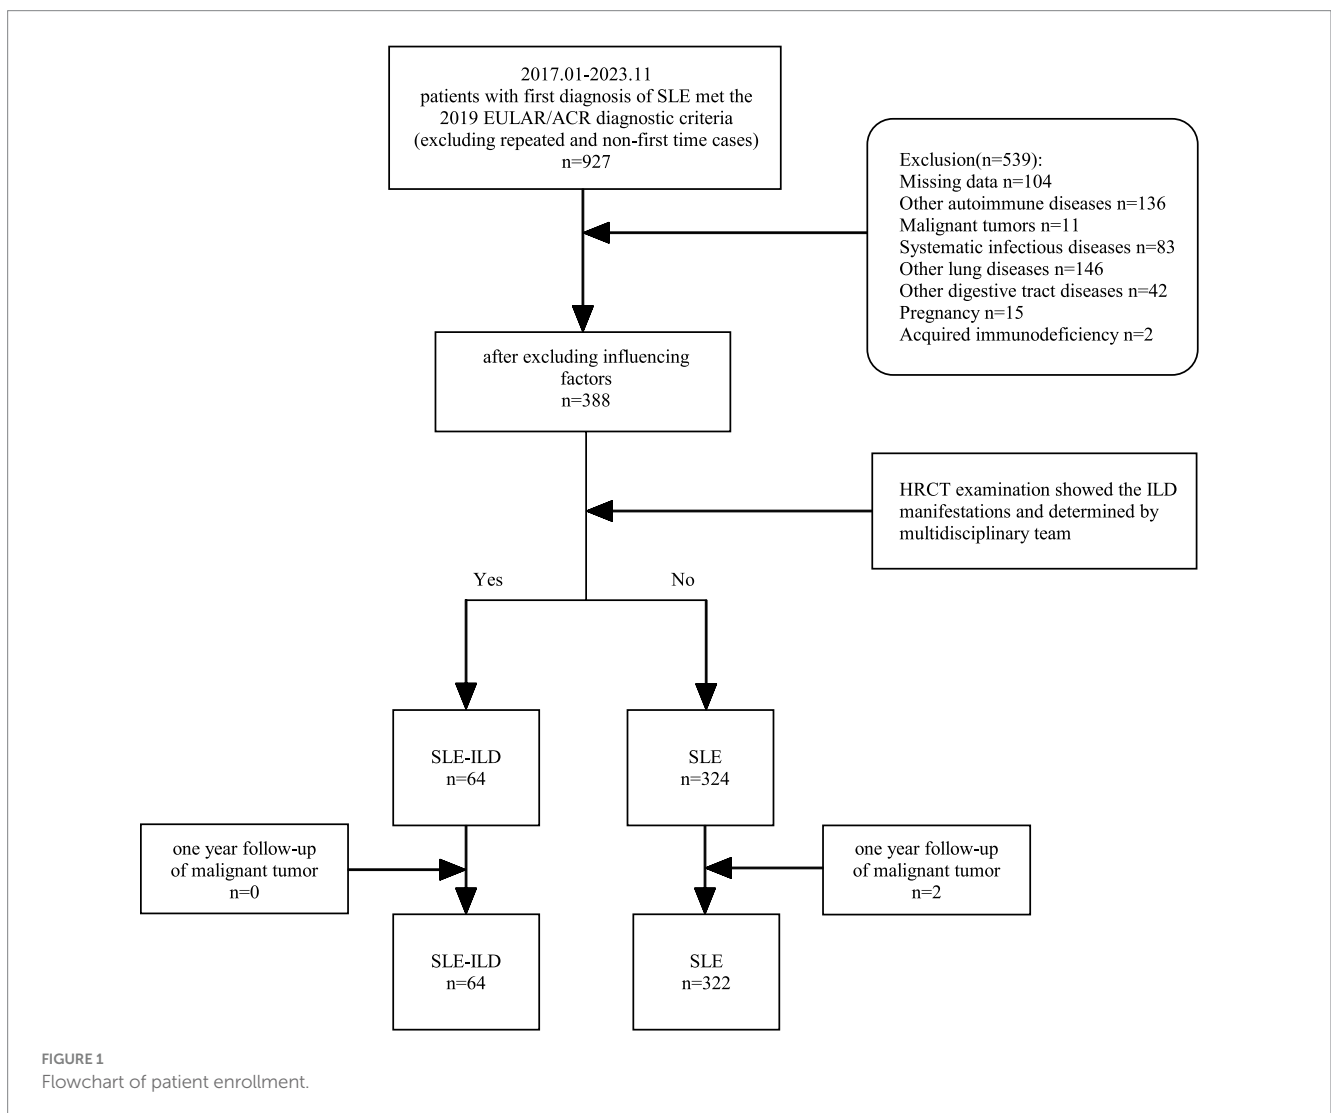 2017.01-2023.11
patients with first diagnosis of SLE met the
2019 EULAR/ACR diagnostic criteria
(excluding repeated and non-first time cases)
n=927
Exclusion(n=539):
Missing data n=104
Other autoimmune diseases n=136
Malignant tumors n=11
Systematic infectious diseases n=83
Other lung diseases n=146
Other digestive tract diseases n=42
Pregnancy n=15
Acquired immunodeficiency n=2
after excluding influencing
factors
n=388
HRCT examination showed the ILD
manifestations and determined by
multidisciplinary team
Yes
No
SLE-ILD
n=64
SLE
n=324
one year follow-up
of malignant tumor
n=0
one year follow-up
of malignant tumor
n=2
SLE-ILD
n=64
SLE
n=322
FIGURE 1
Flowchart of patient enrollment.